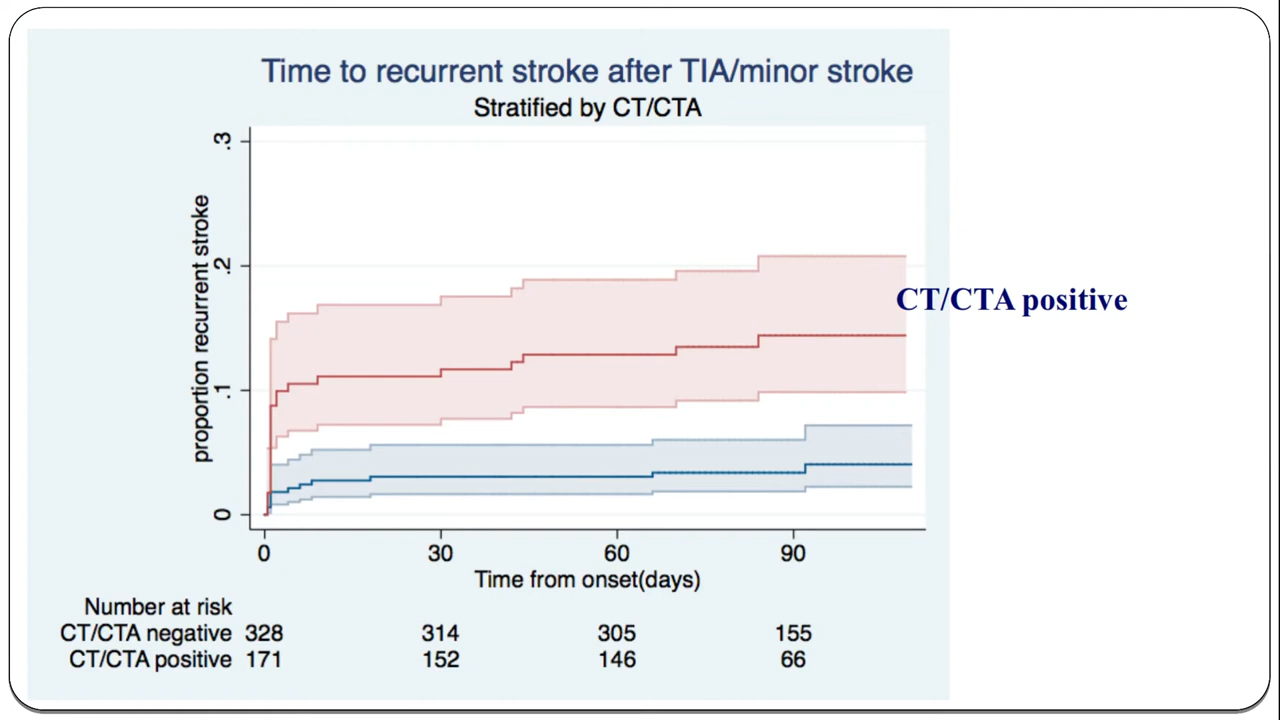 Time to recurrent stroke after TIA/minor stroke
Stratified by CT/CTA
proportion recurrent stroke
.3
.2
.1
0
CT/CTA positive
0 30 60 90
Time from onset(days)
Number at risk
CT/CTA negative 328 314 305 155
CT/CTA positive 171 152 146 66